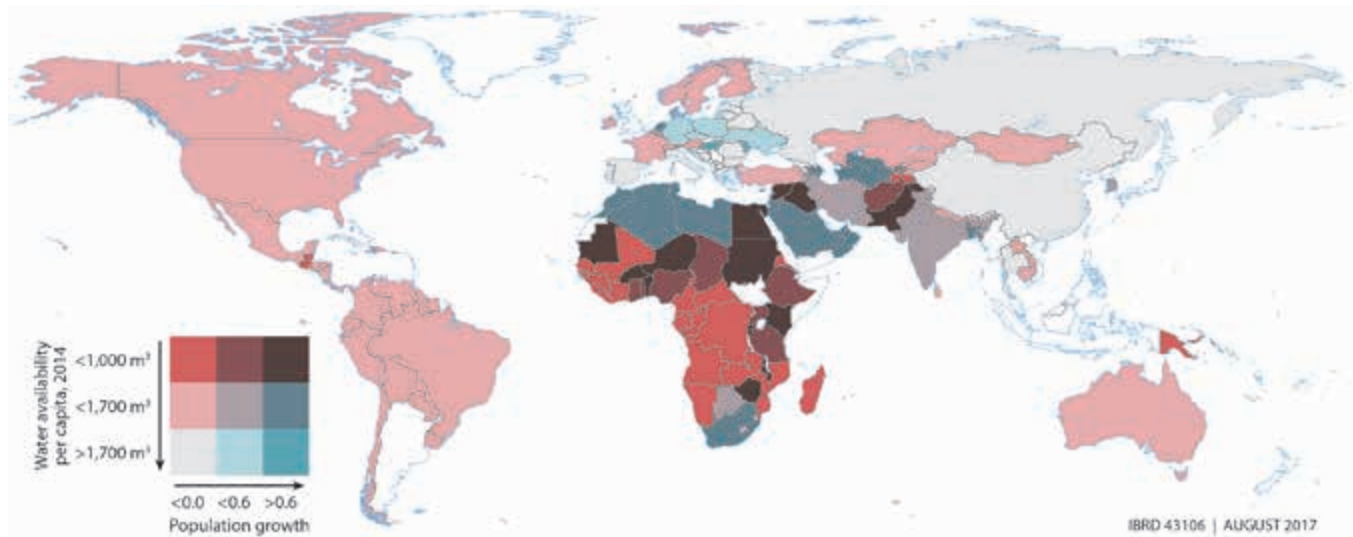 Water availability
per capita, 2014
<1,000 m³
<1,700 m³
>1,700 m³
<0.0 <0.6 >0.6
Population growth
IBRD 43106 | AUGUST 2017